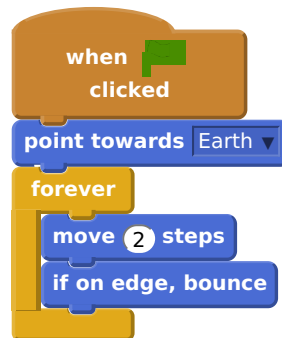 when
clicked
point towards Earth
forever
move 2 steps
if on edge, bounce